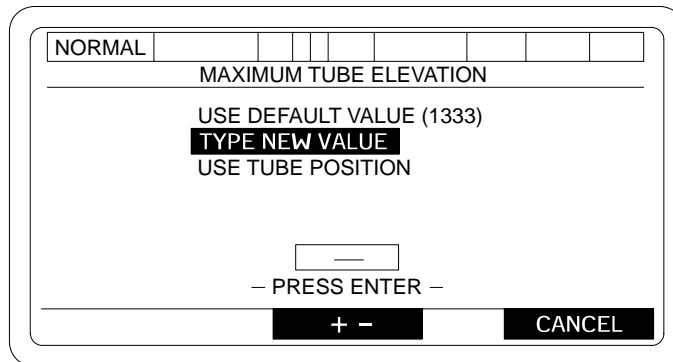 NORMAL
MAXIMUM TUBE ELEVATION
USE DEFAULT VALUE (1333)
TYPE NEW VALUE
USE TUBE POSITION
—
– PRESS ENTER –
+ – CANCEL